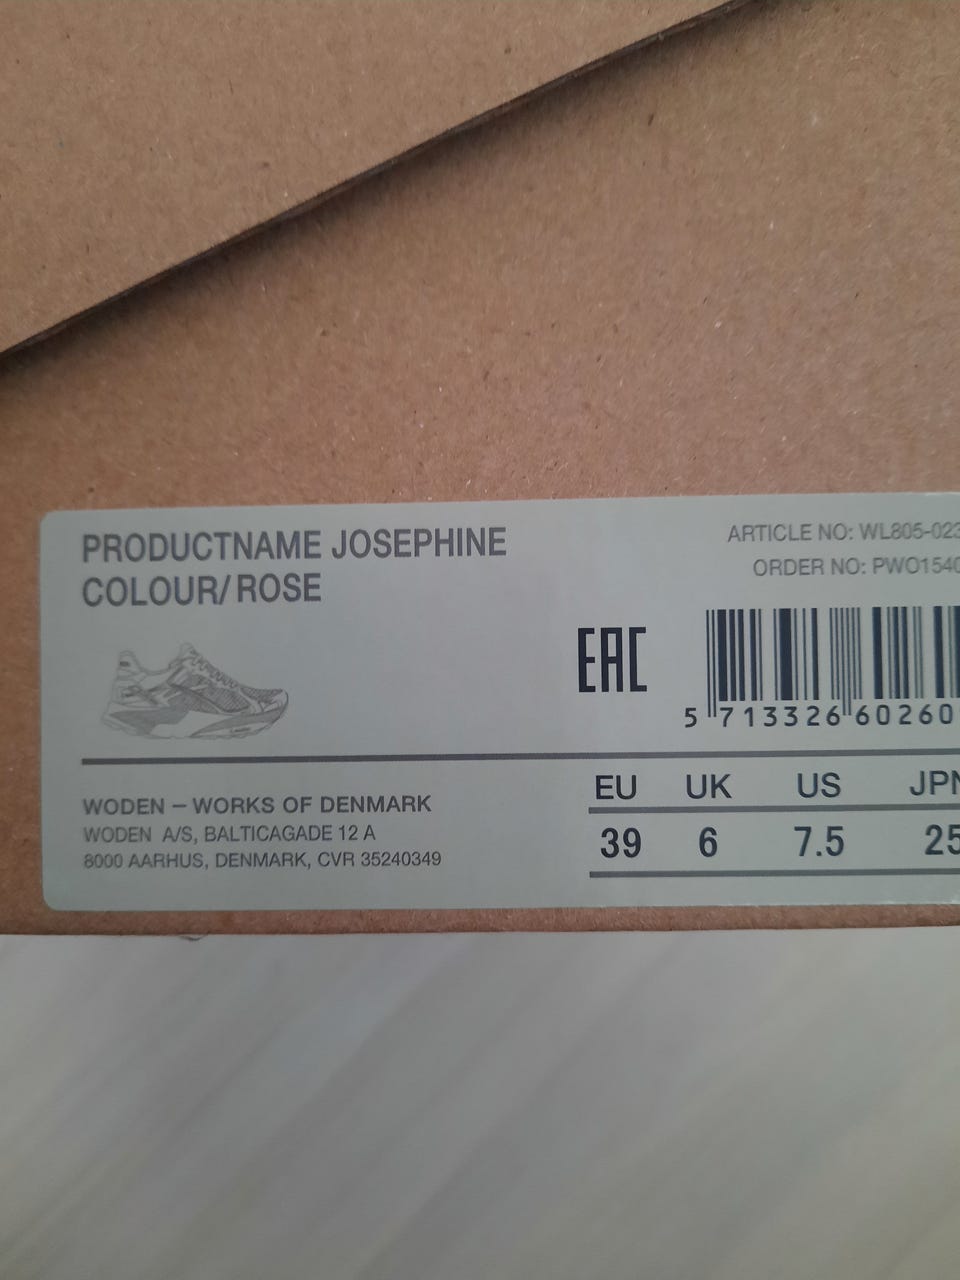 PRODUCTNAME JOSEPHINE
COLOUR/ROSE
ARTICLE NO: WL805-023
ORDER NO: PWO1540
EAC
5 713326 60260
WODEN – WORKS OF DENMARK
WODEN A/S, BALTICAGADE 12 A
8000 AARHUS, DENMARK, CVR 35240349
EU UK US JPN
39 6 7.5 25